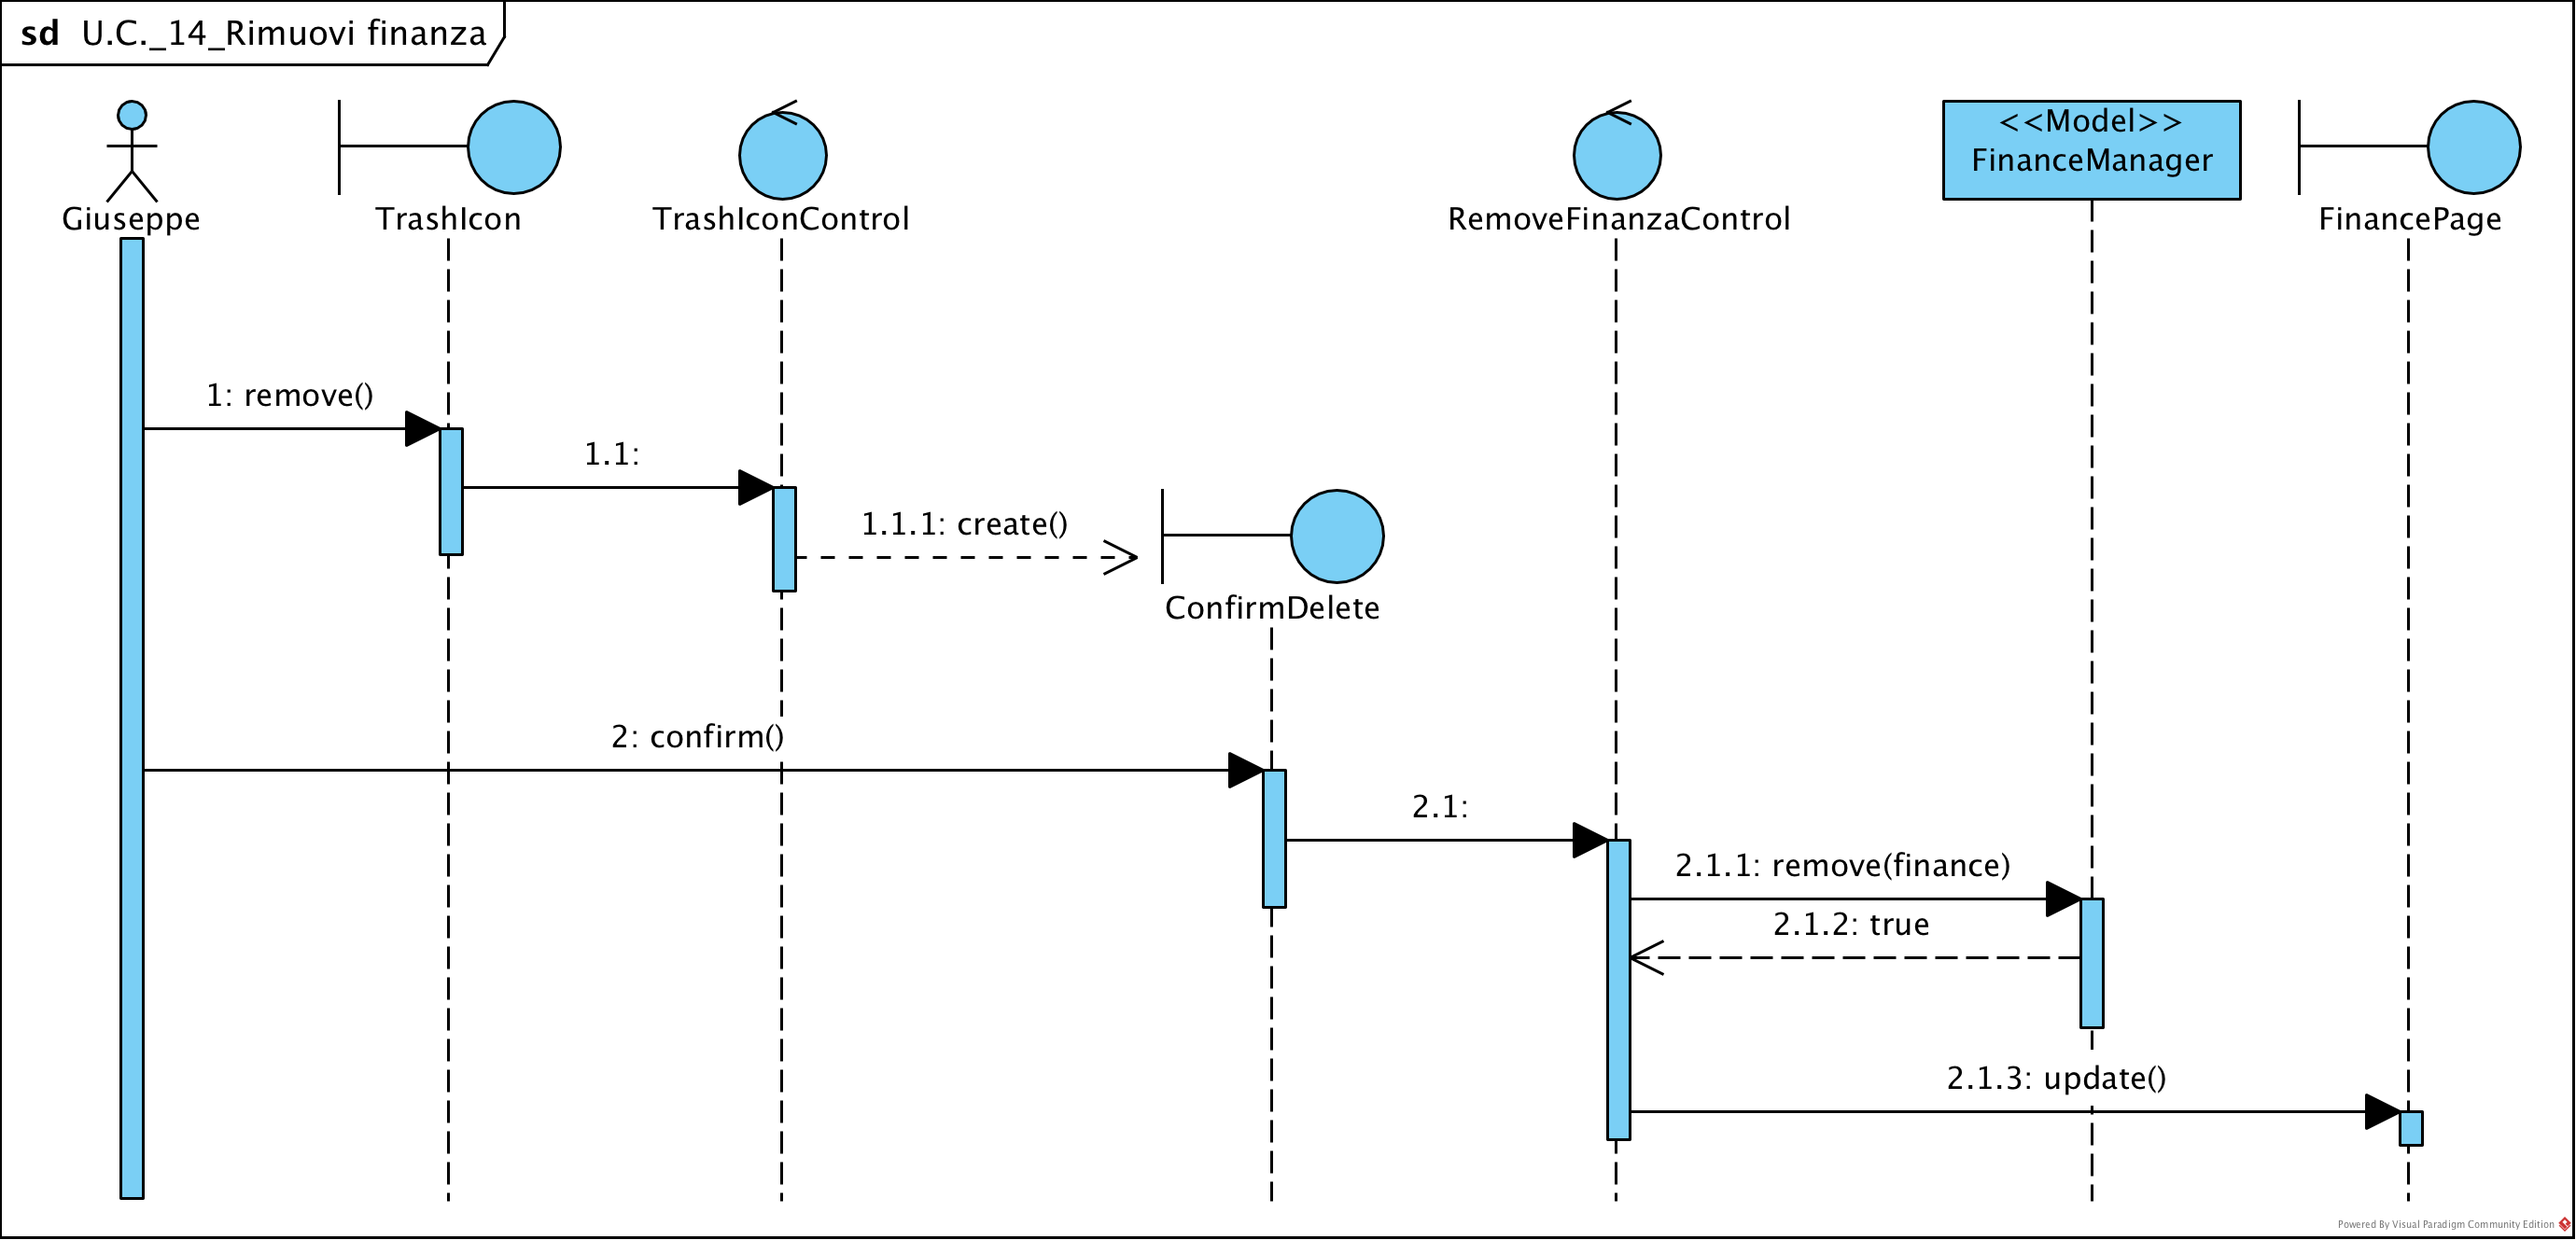 sd U.C._14_Rimuovi finanza
<<Model>>
FinanceManager
Giuseppe
TrashIcon
TrashIconControl
RemoveFinanzaControl
FinancePage
1: remove()
1.1:
1.1.1: create()
ConfirmDelete
2: confirm()
2.1:
2.1.1: remove(finance)
2.1.2: true
2.1.3: update()
Powered By Visual Paradigm Community Edition